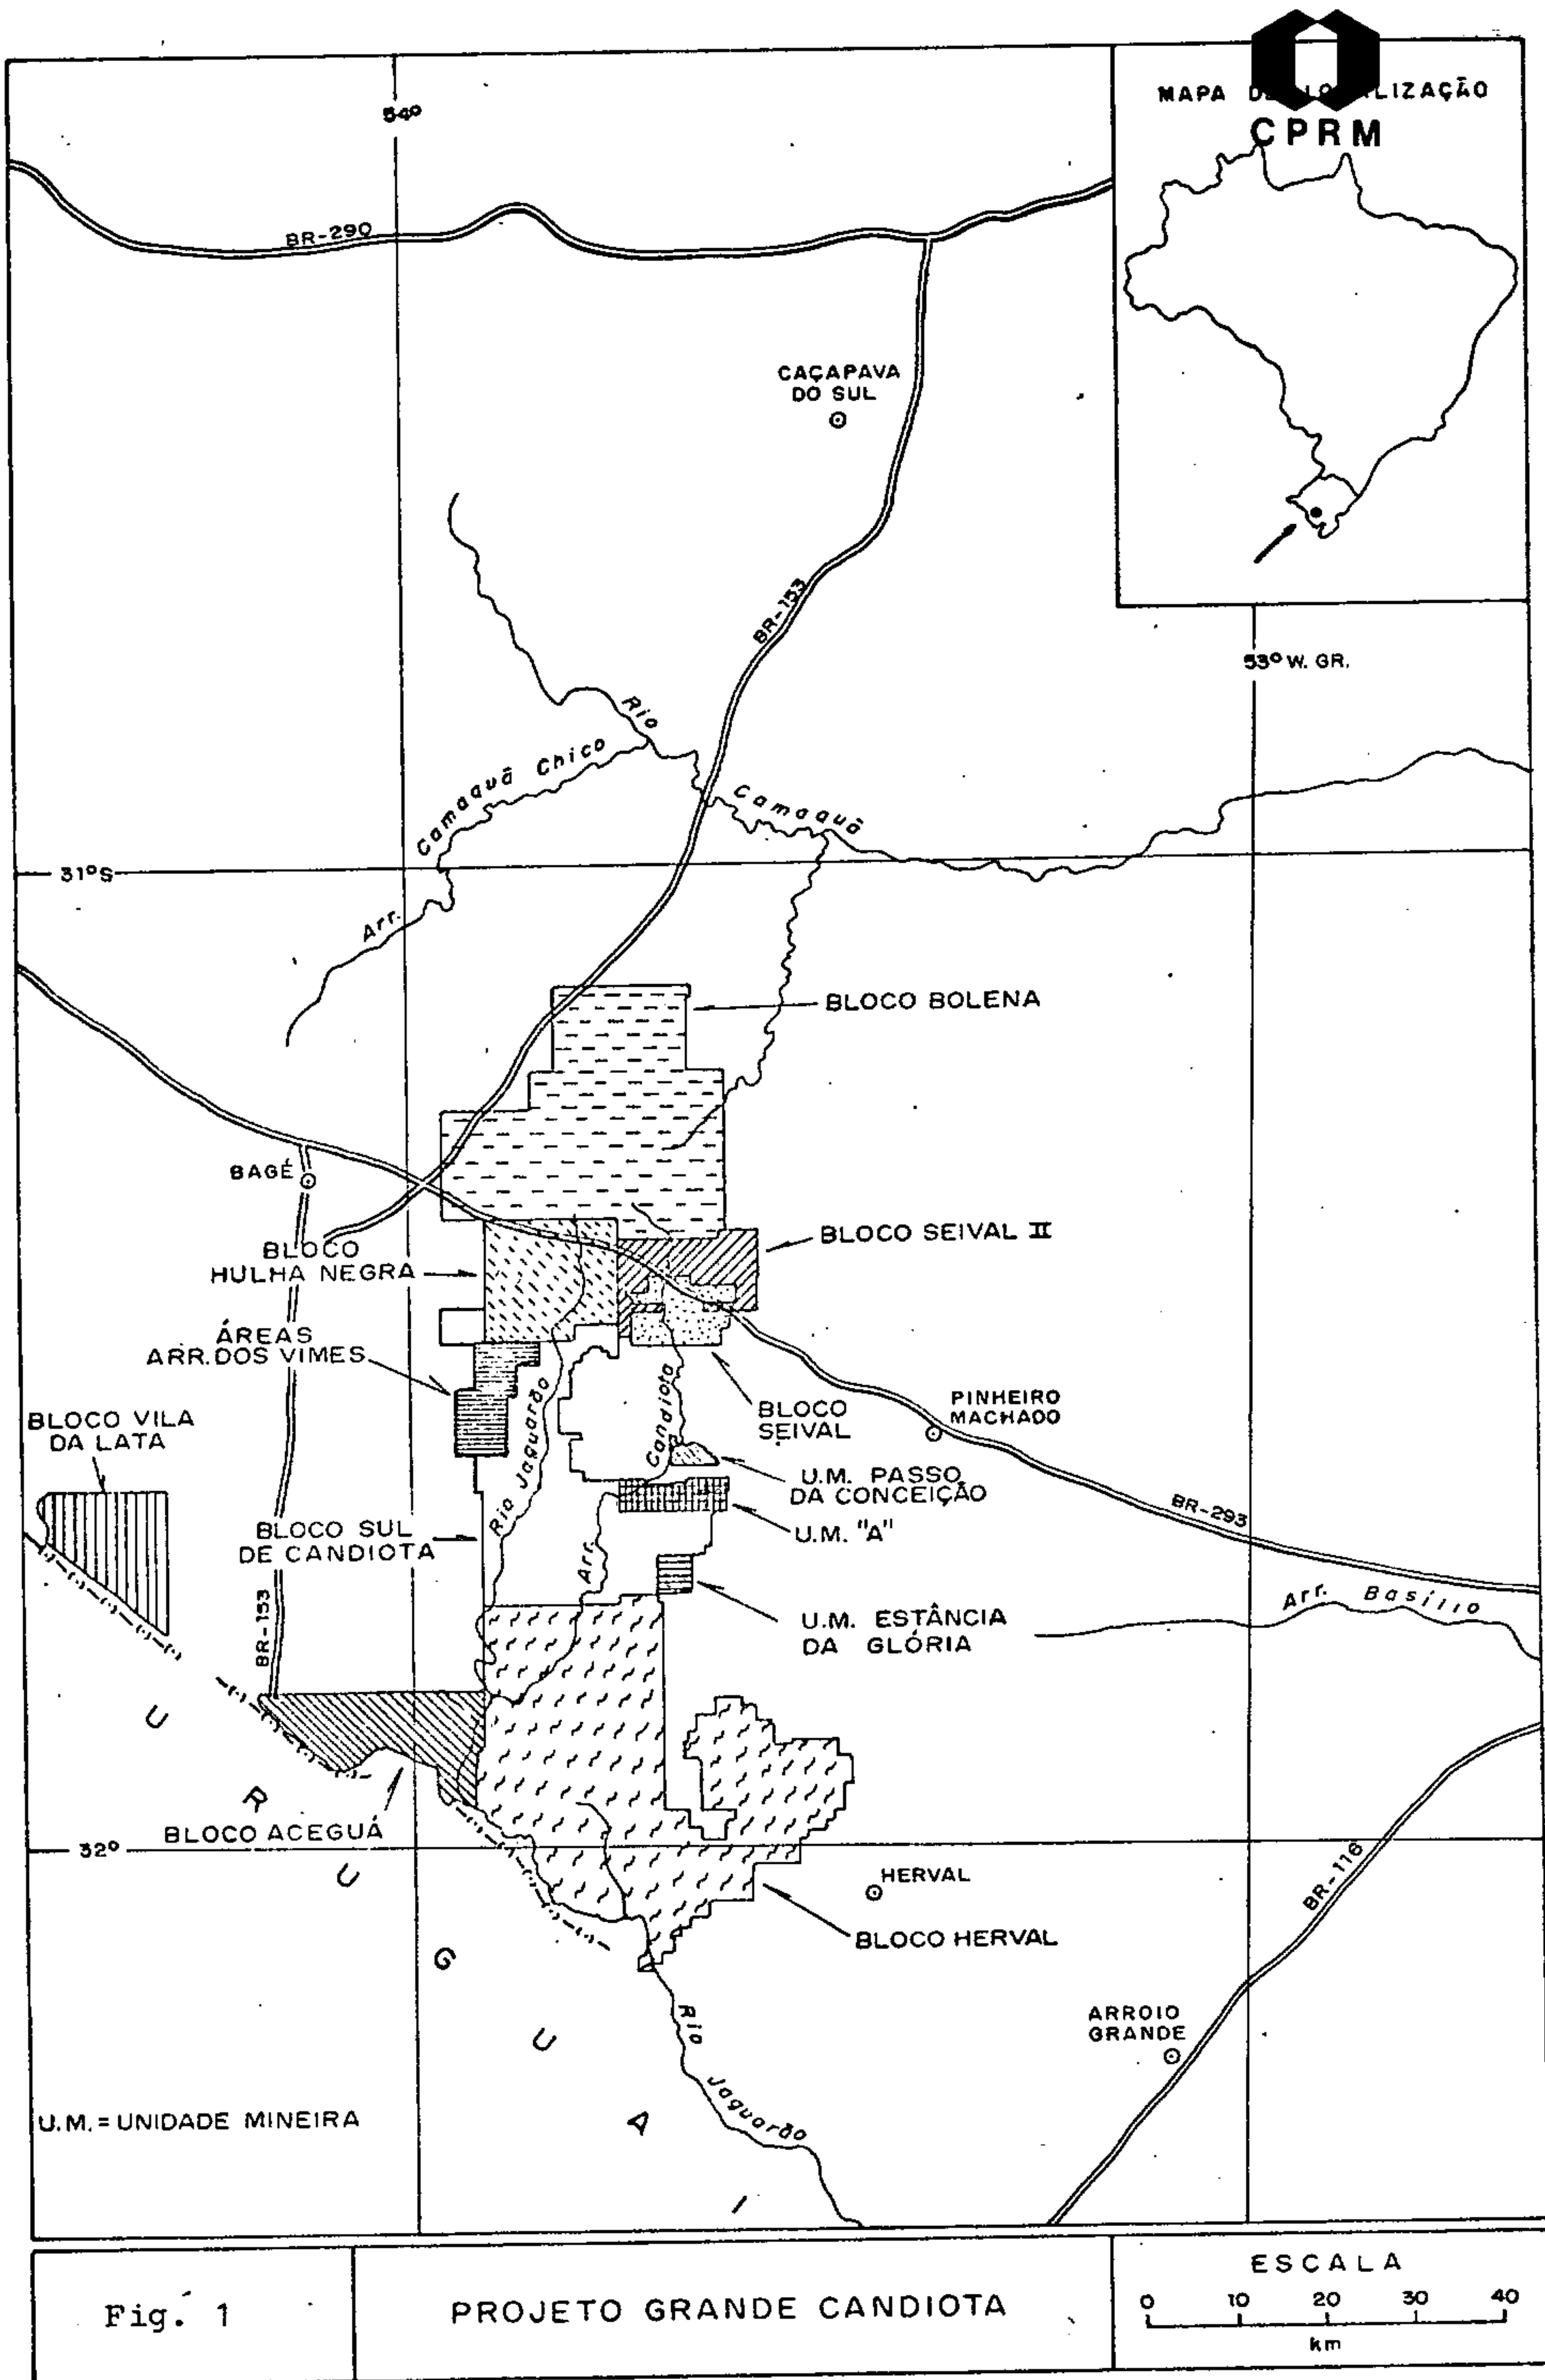 MAPA DE LOCALIZAÇÃO
CPRM
54º
BR-290
CAÇAPAVA
DO SUL
BR-153
53º W. GR.
Rio
Camaquã Chico
Camaquã
31ºS
Arr.
BLOCO BOLENA
BAGÉ
BLOCO SEIVAL II
BLOCO
HULHA NEGRA
ÁREAS
ARR. DOS VIMES
BLOCO VILA
DA LATA
Rio Jaguarão
Candiota
BLOCO
SEIVAL
PINHEIRO
MACHADO
U.M. PASSO
DA CONCEIÇÃO
BR-293
BLOCO SUL
DE CANDIOTA
U.M. "A"
Arr.
BR-153
U.M. ESTÂNCIA
DA GLÓRIA
Arr. Basílio
URUGUAI
BLOCO ACEGUÁ
32º
HERVAL
BR-116
BLOCO HERVAL
ARROIO
GRANDE
Rio Jaguarão
U.M. = UNIDADE MINEIRA
Fig. 1
PROJETO GRANDE CANDIOTA
ESCALA
0 10 20 30 40
km